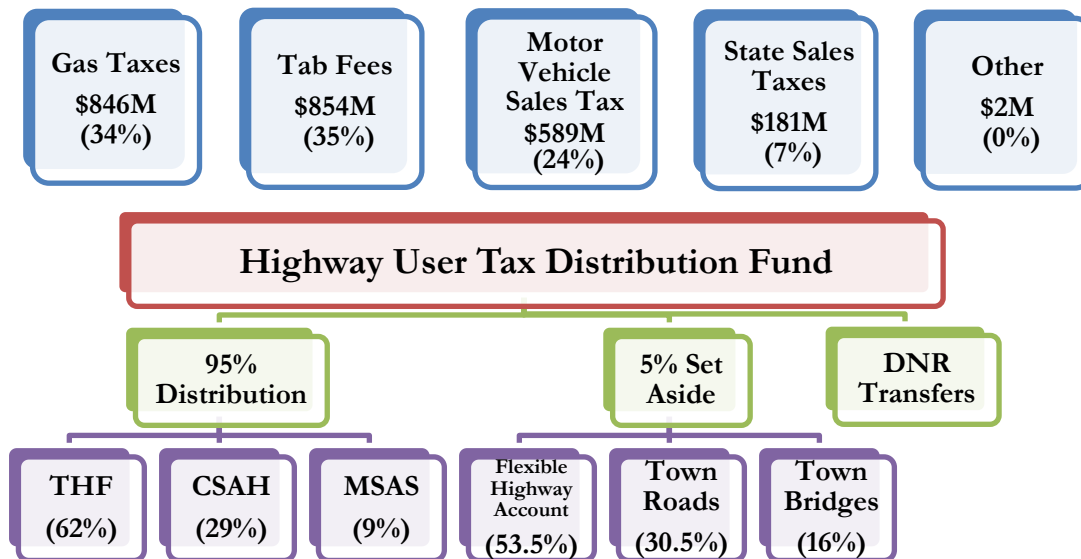 Gas Taxes
$846M
(34%)
Tab Fees
$854M
(35%)
Motor
Vehicle
Sales Tax
$589M
(24%)
State Sales
Taxes
$181M
(7%)
Other
$2M
(0%)
Highway User Tax Distribution Fund
95%
Distribution
5% Set
Aside
DNR
Transfers
THF
(62%)
CSAH
(29%)
MSAS
(9%)
Flexible
Highway
Account
(53.5%)
Town
Roads
(30.5%)
Town
Bridges
(16%)